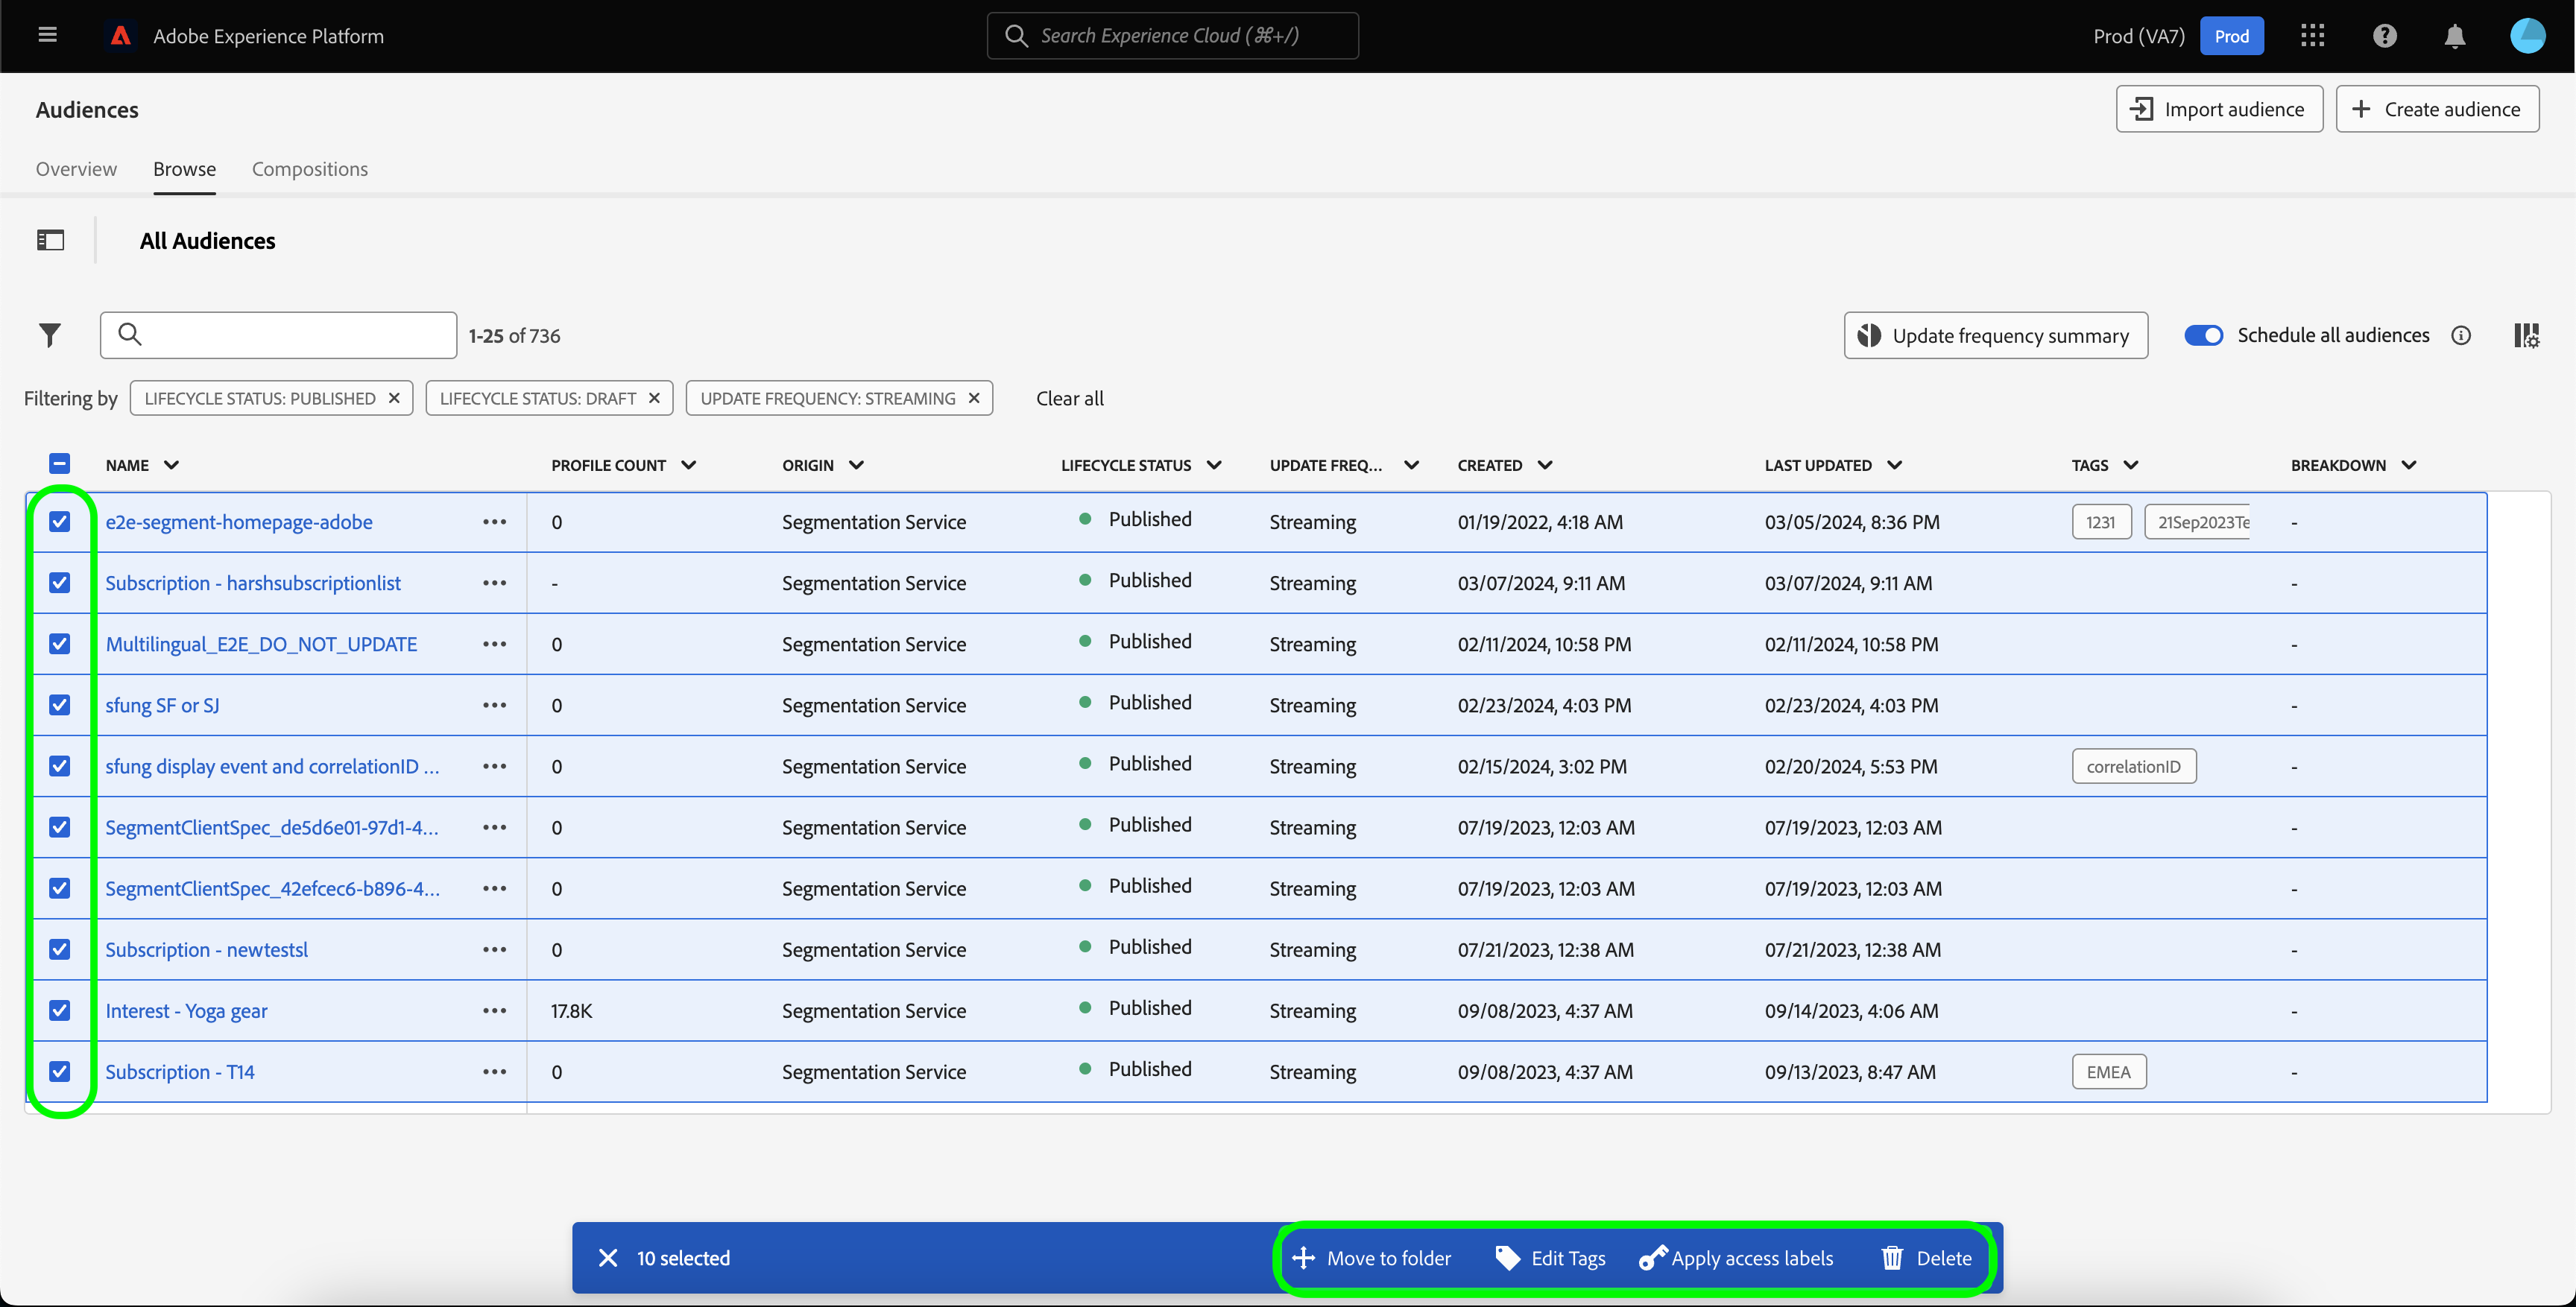 Adobe Experience Platform
Search Experience Cloud (⌘+/)
Prod (VA7) Prod
Audiences
Import audience
Create audience
Overview Browse Compositions
All Audiences
1-25 of 736
Update frequency summary
Schedule all audiences
Filtering by LIFECYCLE STATUS: PUBLISHED LIFECYCLE STATUS: DRAFT UPDATE FREQUENCY: STREAMING Clear all
NAME PROFILE COUNT ORIGIN LIFECYCLE STATUS UPDATE FREQ... CREATED LAST UPDATED TAGS BREAKDOWN
e2e-segment-homepage-adobe ••• 0 Segmentation Service Published Streaming 01/19/2022, 4:18 AM 03/05/2024, 8:36 PM 1231 21Sep2023Te -
Subscription - harshsubscriptionlist ••• - Segmentation Service Published Streaming 03/07/2024, 9:11 AM 03/07/2024, 9:11 AM -
Multilingual_E2E_DO_NOT_UPDATE ••• 0 Segmentation Service Published Streaming 02/11/2024, 10:58 PM 02/11/2024, 10:58 PM -
sfung SF or SJ ••• 0 Segmentation Service Published Streaming 02/23/2024, 4:03 PM 02/23/2024, 4:03 PM -
sfung display event and correlationID ... ••• 0 Segmentation Service Published Streaming 02/15/2024, 3:02 PM 02/20/2024, 5:53 PM correlationID -
SegmentClientSpec_de5d6e01-97d1-4... ••• 0 Segmentation Service Published Streaming 07/19/2023, 12:03 AM 07/19/2023, 12:03 AM -
SegmentClientSpec_42efcec6-b896-4... ••• 0 Segmentation Service Published Streaming 07/19/2023, 12:03 AM 07/19/2023, 12:03 AM -
Subscription - newtestsl ••• 0 Segmentation Service Published Streaming 07/21/2023, 12:38 AM 07/21/2023, 12:38 AM -
Interest - Yoga gear ••• 17.8K Segmentation Service Published Streaming 09/08/2023, 4:37 AM 09/14/2023, 4:06 AM -
Subscription - T14 ••• 0 Segmentation Service Published Streaming 09/08/2023, 4:37 AM 09/13/2023, 8:47 AM EMEA -
10 selected Move to folder Edit Tags Apply access labels Delete